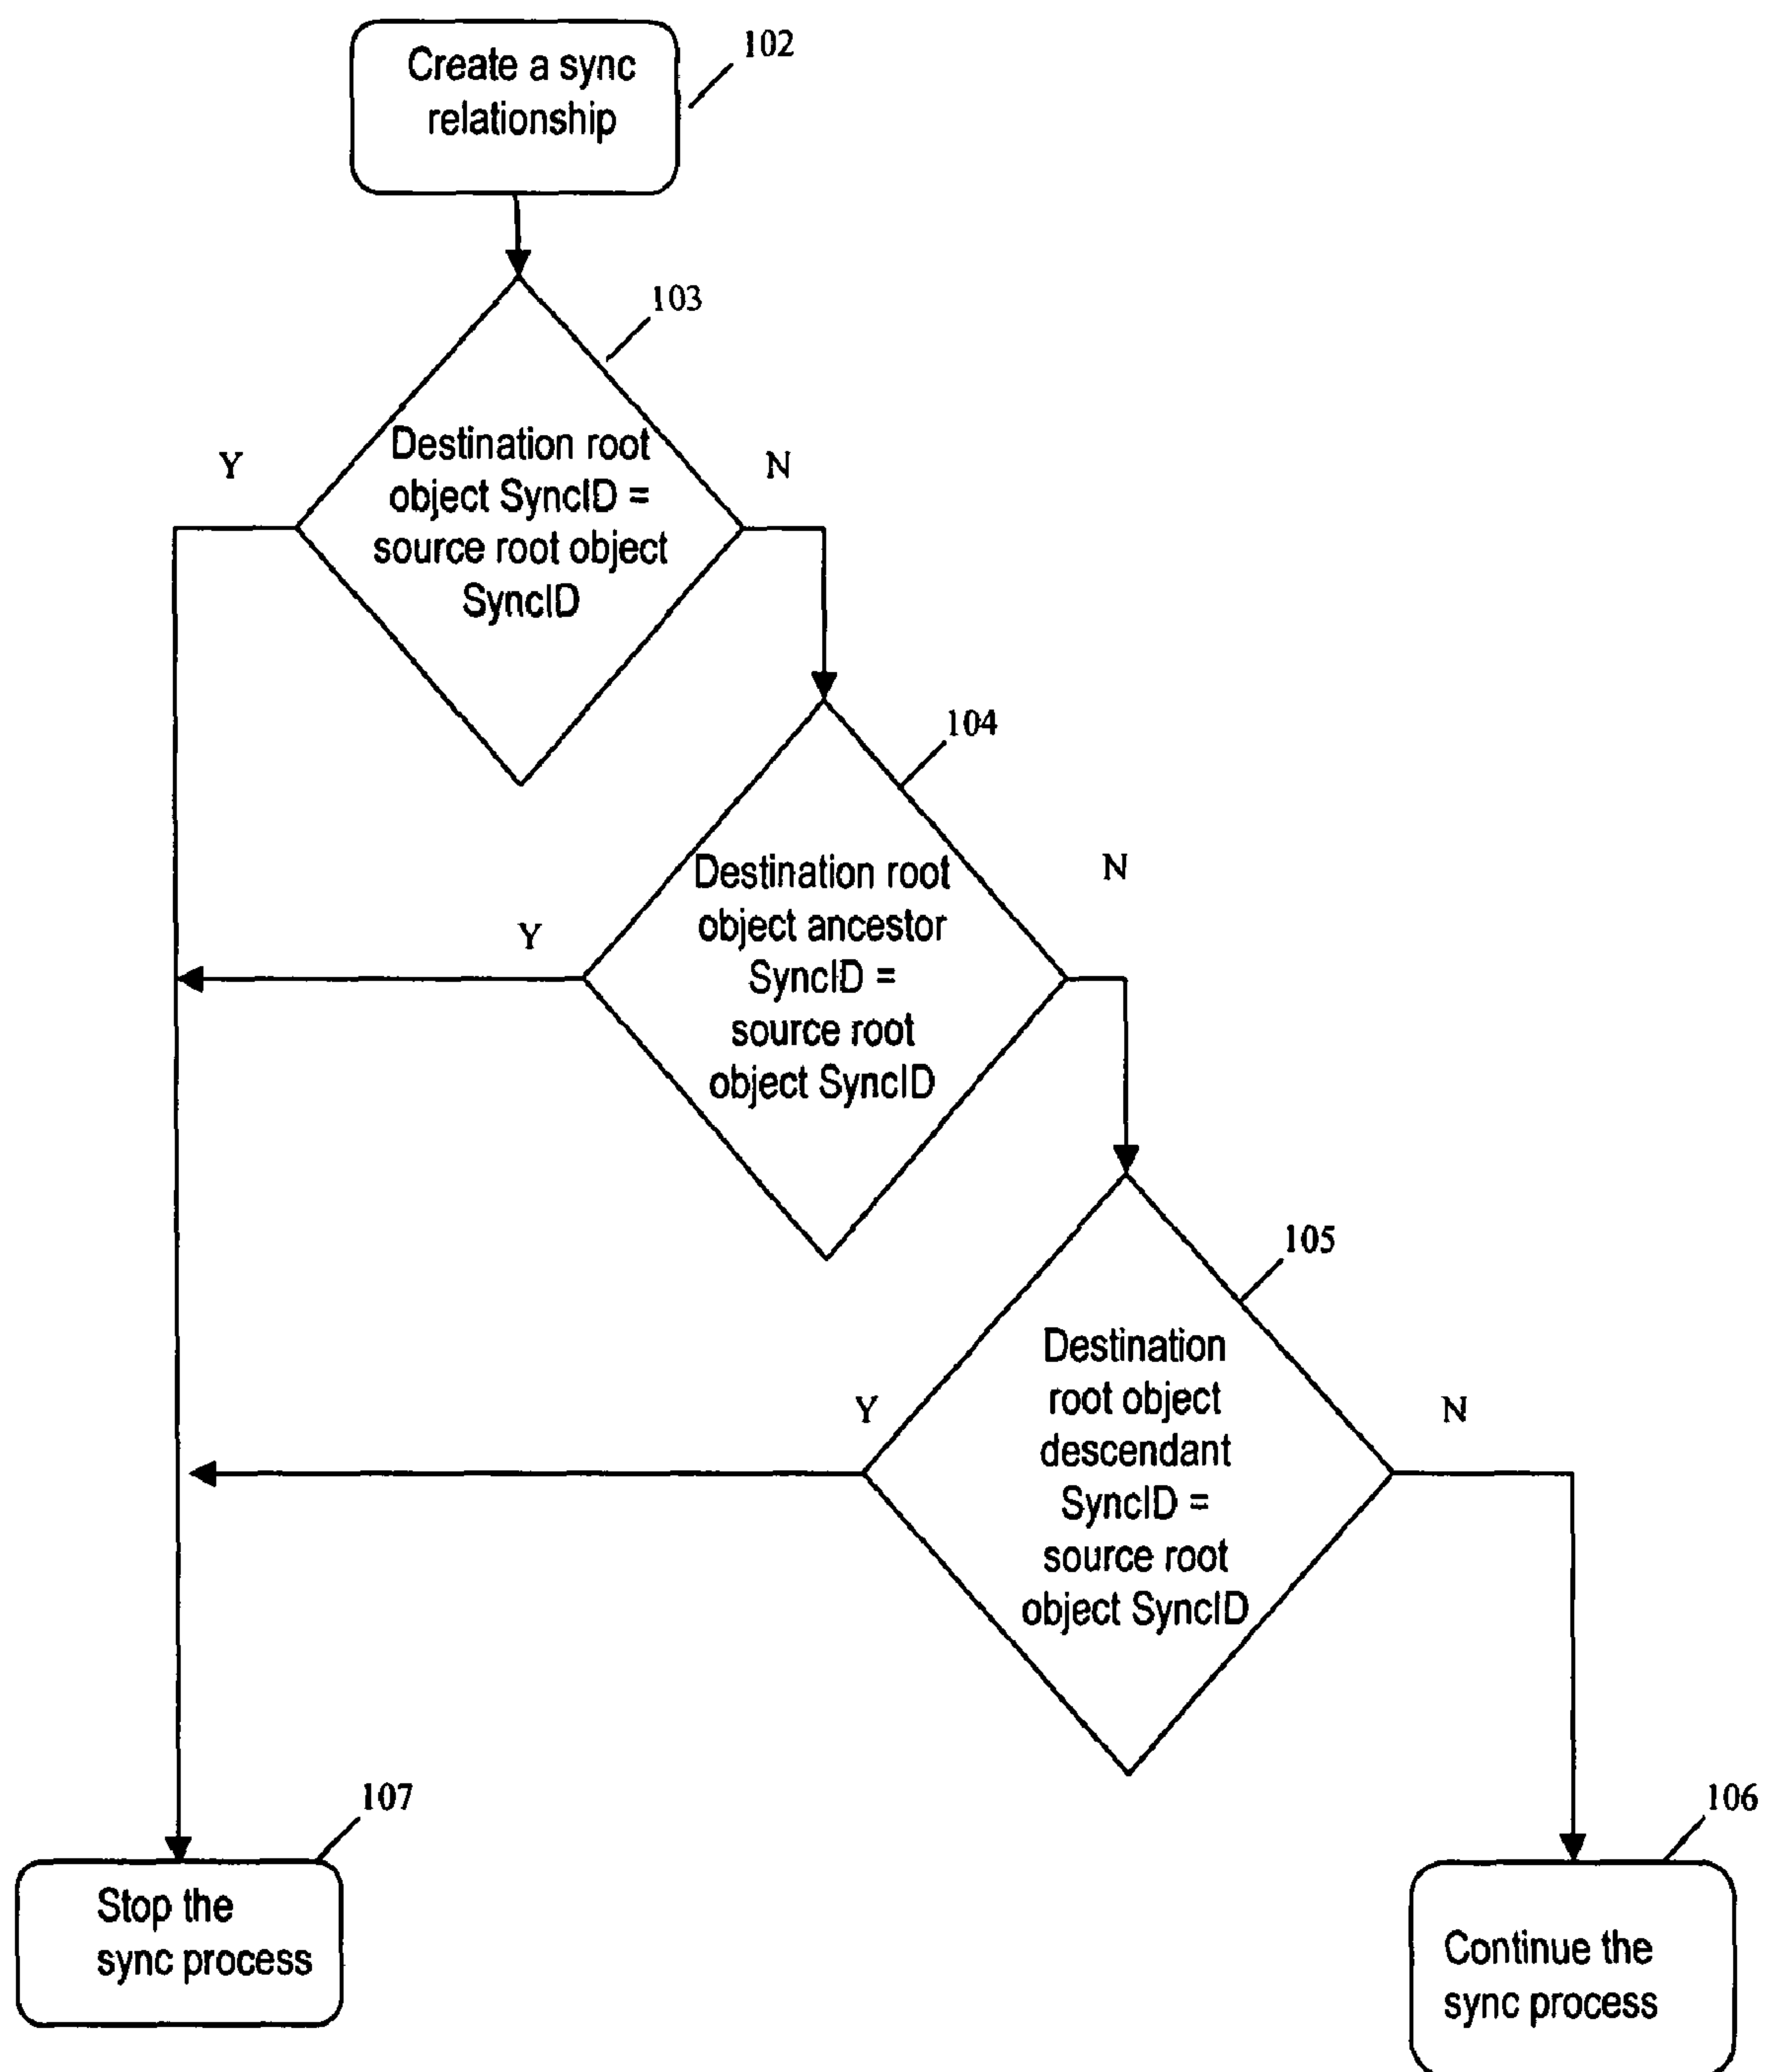 Create a sync
relationship
102
103
Destination root
object SyncID =
source root object
SyncID
Y
N
104
Destination root
object ancestor
SyncID =
source root
object SyncID
Y
N
105
Destination
root object
descendant
SyncID =
source root
object SyncID
Y
N
107
Stop the
sync process
106
Continue the
sync process